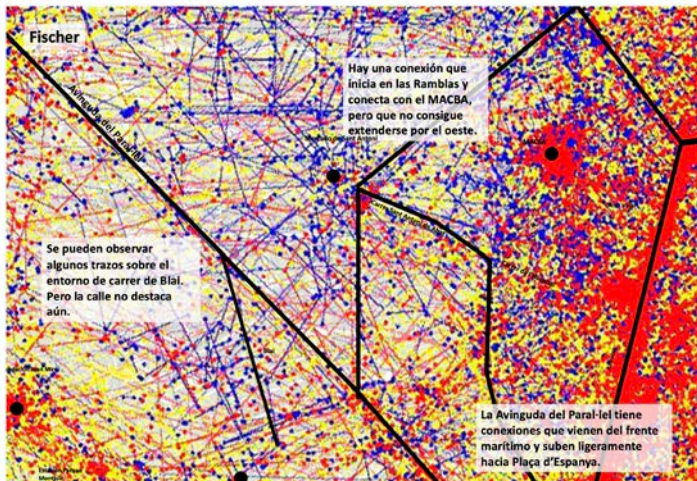 Fischer
Hay una conexión que
inicia en las Ramblas y
conecta con el MACBA,
pero que no consigue
extenderse por el oeste.
Avinguda del Paral·lel
Se pueden observar
algunos trazos sobre el
entorno de carrer de Blai.
Pero la calle no destaca
aún.
La Avinguda del Paral·lel tiene
conexiones que vienen del frente
marítimo y suben ligeramente
hacia Plaça d'Espanya.